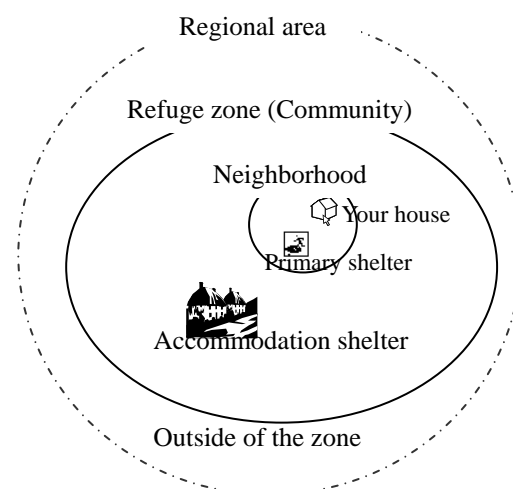 Regional area
Refuge zone (Community)
Neighborhood
Your house
Primary shelter
Accommodation shelter
Outside of the zone